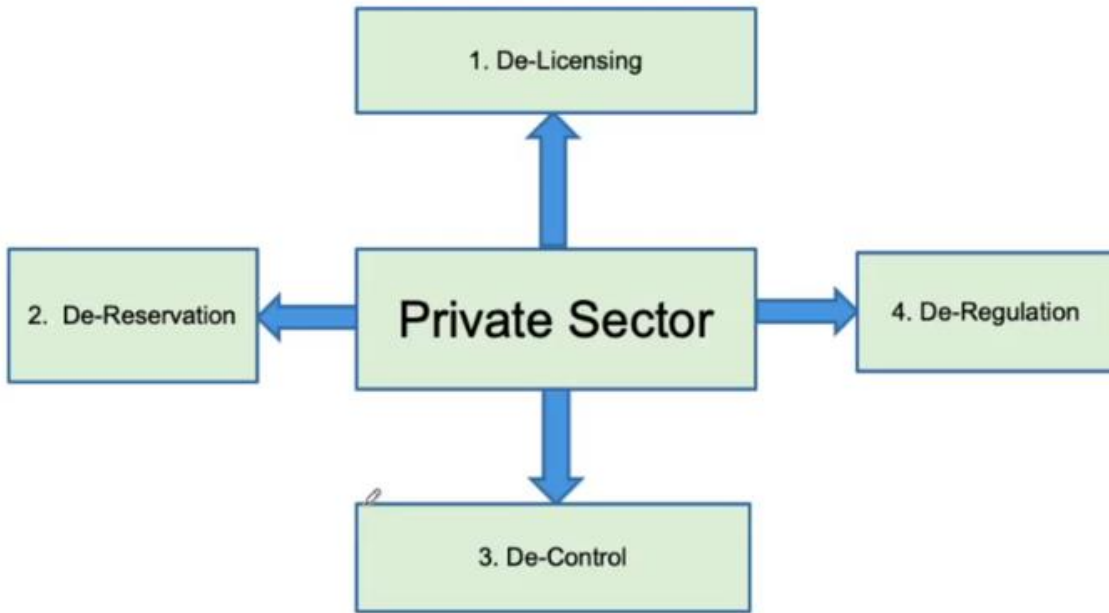 1. De-Licensing
2. De-Reservation
Private Sector
4. De-Regulation
3. De-Control